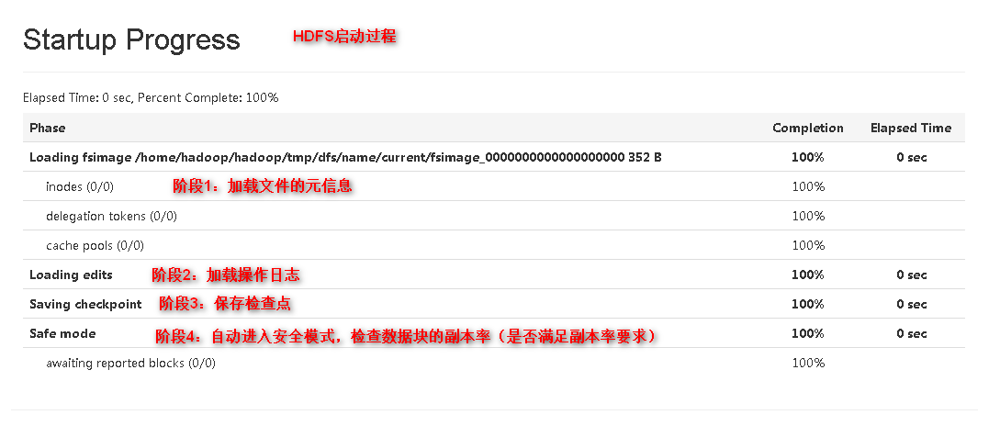 Startup Progress HDFS启动过程
Elapsed Time: 0 sec, Percent Complete: 100%
Phase Completion Elapsed Time
Loading fsimage /home/hadoop/hadoop/tmp/dfs/name/current/fsimage_0000000000000000000 352 B 100% 0 sec
inodes (0/0) 阶段1：加载文件的元信息 100%
delegation tokens (0/0) 100%
cache pools (0/0) 100%
Loading edits 阶段2：加载操作日志 100% 0 sec
Saving checkpoint 阶段3：保存检查点 100% 0 sec
Safe mode 阶段4：自动进入安全模式，检查数据块的副本率（是否满足副本率要求） 100% 0 sec
awaiting reported blocks (0/0) 100%